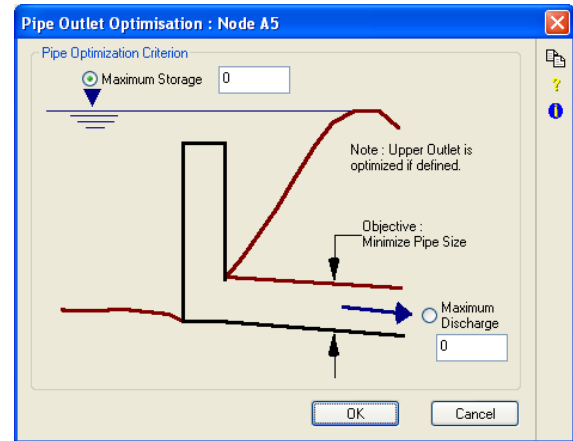 Pipe Outlet Optimisation : Node A5
Pipe Optimization Criterion
Maximum Storage 0
Note : Upper Outlet is
optimized if defined.
Objective :
Minimize Pipe Size
Maximum
Discharge
0
OK Cancel